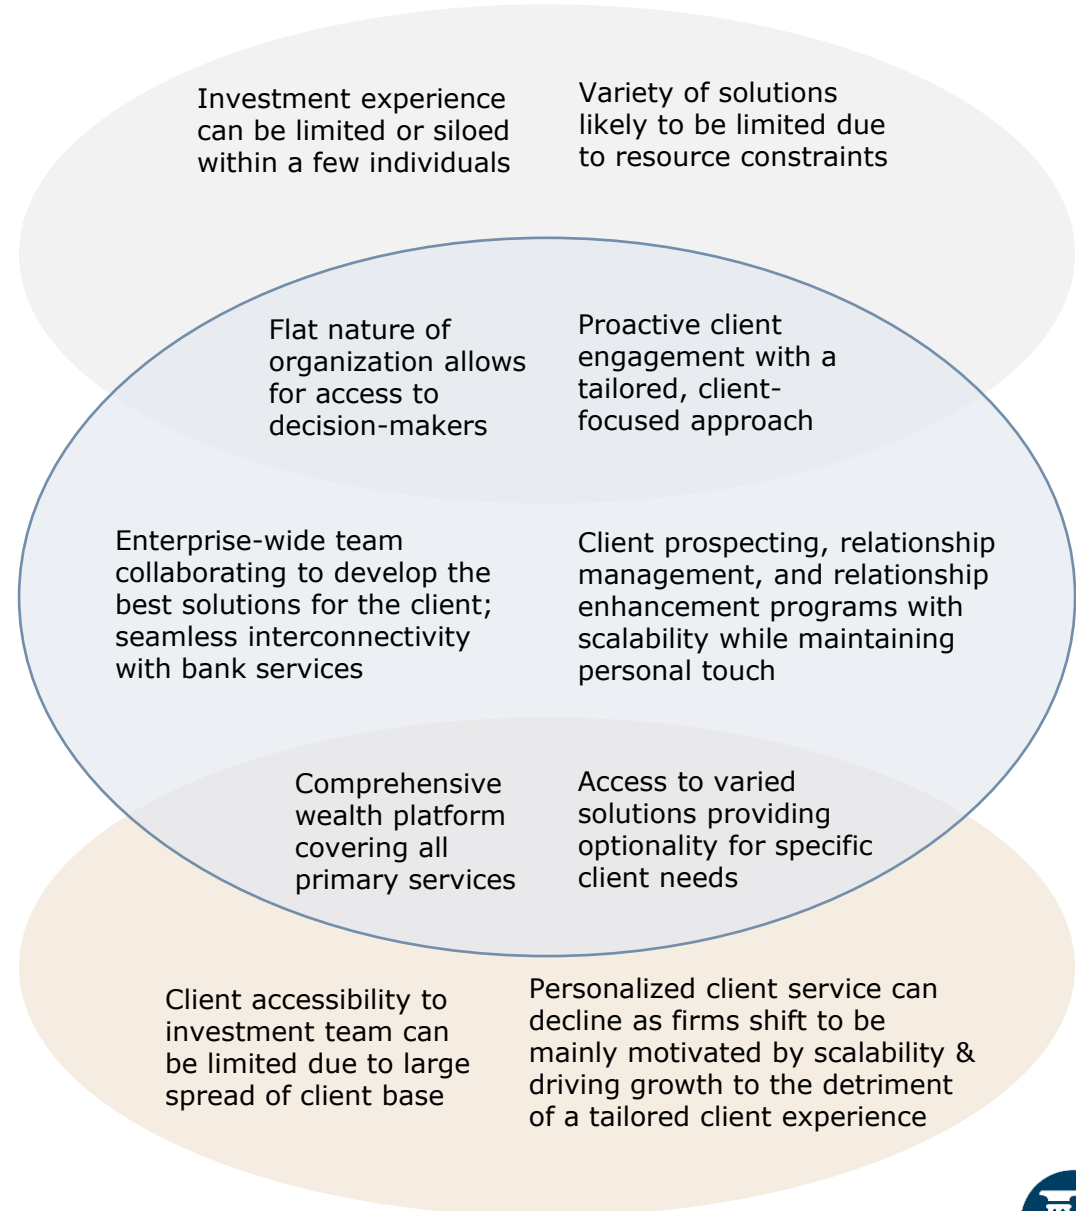 Investment experience
can be limited or siloed
within a few individuals
Variety of solutions
likely to be limited due
to resource constraints
Flat nature of
organization allows
for access to
decision-makers
Proactive client
engagement with a
tailored, client-
focused approach
Enterprise-wide team
collaborating to develop the
best solutions for the client;
seamless interconnectivity
with bank services
Client prospecting, relationship
management, and relationship
enhancement programs with
scalability while maintaining
personal touch
Comprehensive
wealth platform
covering all
primary services
Access to varied
solutions providing
optionality for specific
client needs
Client accessibility to
investment team can
be limited due to large
spread of client base
Personalized client service can
decline as firms shift to be
mainly motivated by scalability &
driving growth to the detriment
of a tailored client experience